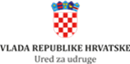 VLADA REPUBLIKE HRVATSKE
Ured za udruge